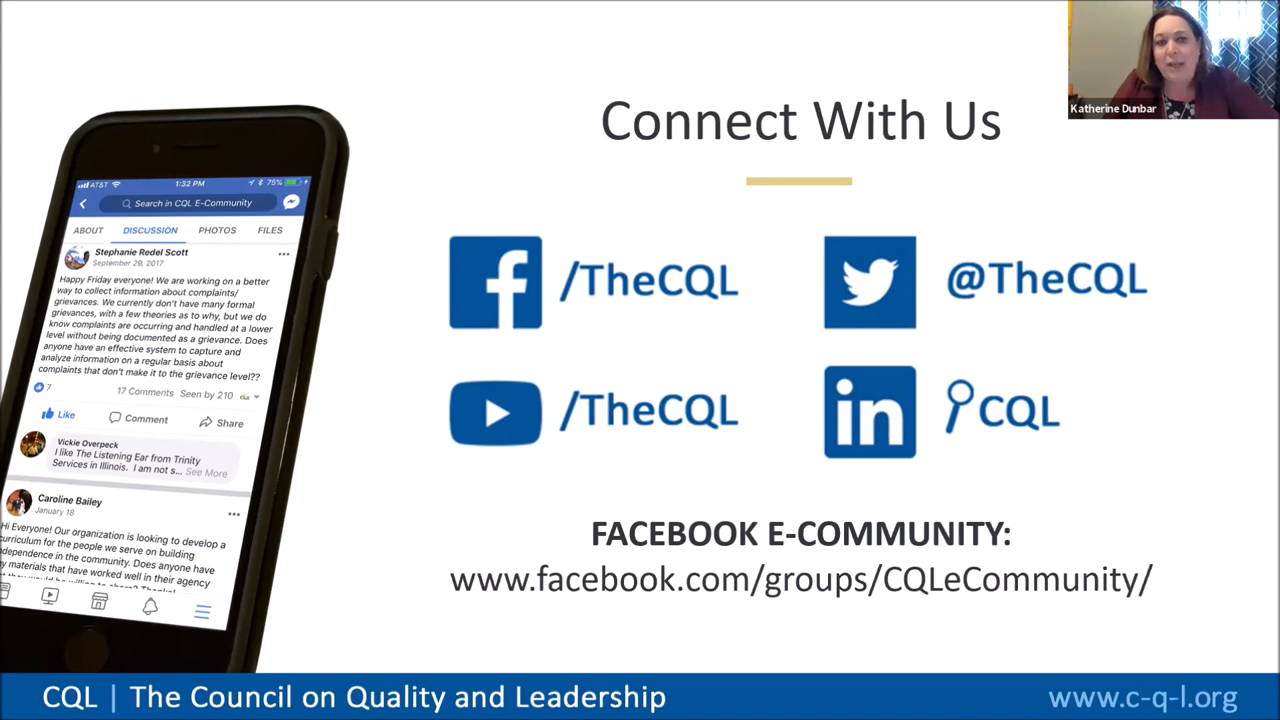 Katherine Dunbar
Connect With Us
/TheCQL
@TheCQL
/TheCQL
in
CQL
FACEBOOK E-COMMUNITY:
www.facebook.com/groups/CQLeCommunity/
AT&T
1:32 PM
75%
Search in CQL E-Community
ABOUT
DISCUSSION
PHOTOS
FILES
Stephanie Redel Scott
September 29, 2017
Happy Friday everyone! We are working on a better
way to collect information about complaints/
grievances. We currently don't have many formal
grievances, with a few theories as to why, but we do
know complaints are occurring and handled at a lower
level without being documented as a grievance. Does
anyone have an effective system to capture and
analyze information on a regular basis about
complaints that don't make it to the grievance level??
7
17 Comments Seen by 210
Like
Comment
Share
Vickie Overpeck
I like The Listening Ear from Trinity
Services in Illinois. I am not s... See More
Caroline Bailey
January 18
Hi Everyone! Our organization is looking to develop a
curriculum for the people we serve on building
independence in the community. Does anyone have
materials that have worked well in their agency
CQL | The Council on Quality and Leadership
www.c-q-l.org